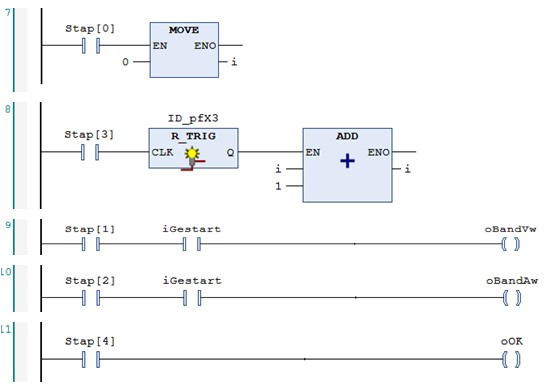 7
Stap[0]
MOVE
EN ENO
0 i
8
ID_pfX3
Stap[3]
R_TRIG
ADD
CLK Q
EN ENO
i i
1
9
Stap[1] iGestart oBandVw
10
Stap[2] iGestart oBandAw
11
Stap[4] oOK